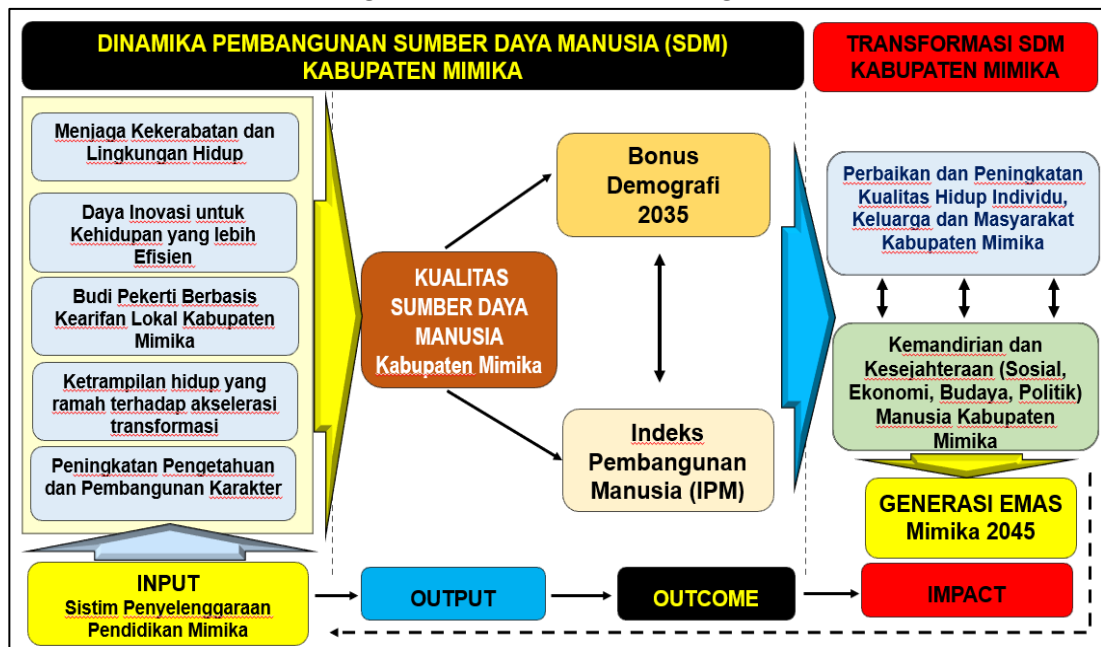 DINAMIKA PEMBANGUNAN SUMBER DAYA MANUSIA (SDM)
KABUPATEN MIMIKA
TRANSFORMASI SDM
KABUPATEN MIMIKA
Menjaga Kekerabatan dan
Lingkungan Hidup
Daya Inovasi untuk
Kehidupan yang lebih
Efisien
Budi Pekerti Berbasis
Kearifan Lokal Kabupaten
Mimika
Ketrampilan hidup yang
ramah terhadap akselerasi
transformasi
Peningkatan Pengetahuan
dan Pembangunan Karakter
KUALITAS
SUMBER DAYA
MANUSIA
Kabupaten Mimika
Bonus
Demografi
2035
Indeks
Pembangunan
Manusia (IPM)
Perbaikan dan Peningkatan
Kualitas Hidup Individu,
Keluarga dan Masyarakat
Kabupaten Mimika
Kemandirian dan
Kesejahteraan (Sosial,
Ekonomi, Budaya, Politik)
Manusia Kabupaten
Mimika
GENERASI EMAS
Mimika 2045
INPUT
Sistim Penyelenggaraan
Pendidikan Mimika
OUTPUT
OUTCOME
IMPACT